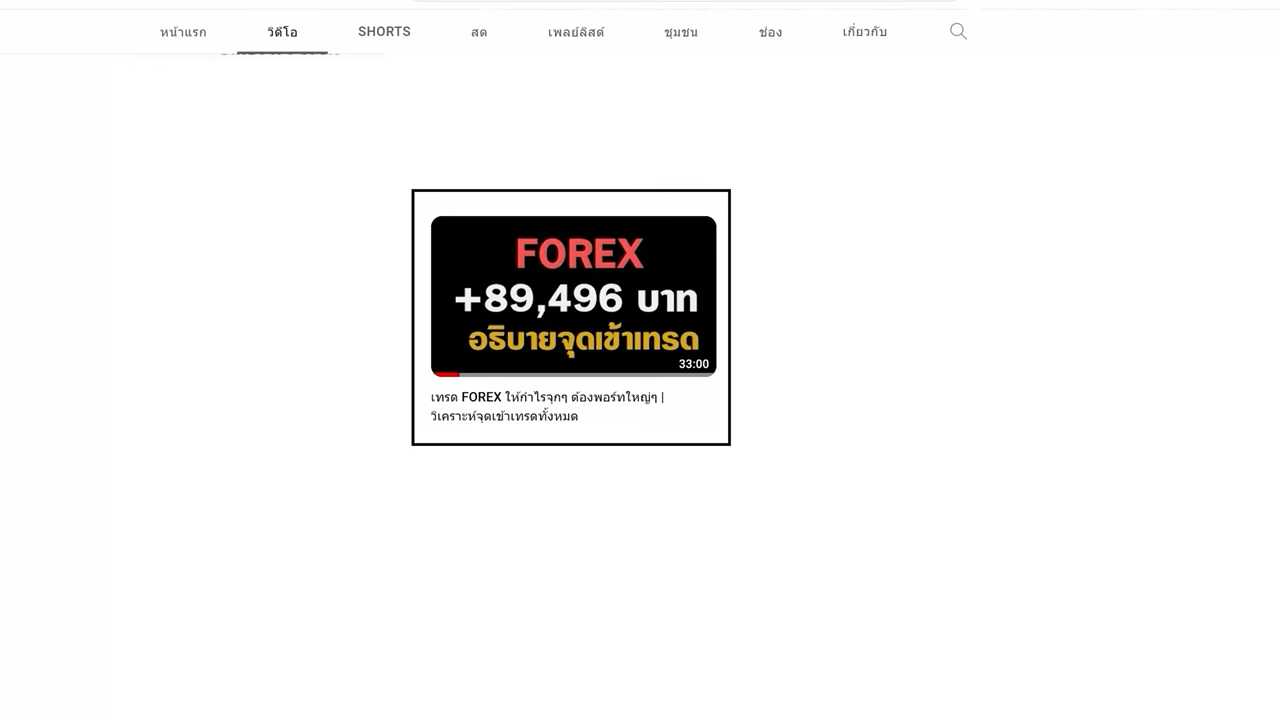 หน้าแรก วิดีโอ SHORTS สด เพลย์ลิสต์ ชุมชน ช่อง เกี่ยวกับ
FOREX
+89,496 บาท
อธิบายจุดเข้าเทรด
33:00
เทรด FOREX ให้กำไรจุกๆ ต้องพอร์ทใหญ่ๆ |
วิเคราะห์จุดเข้าเทรดทั้งหมด